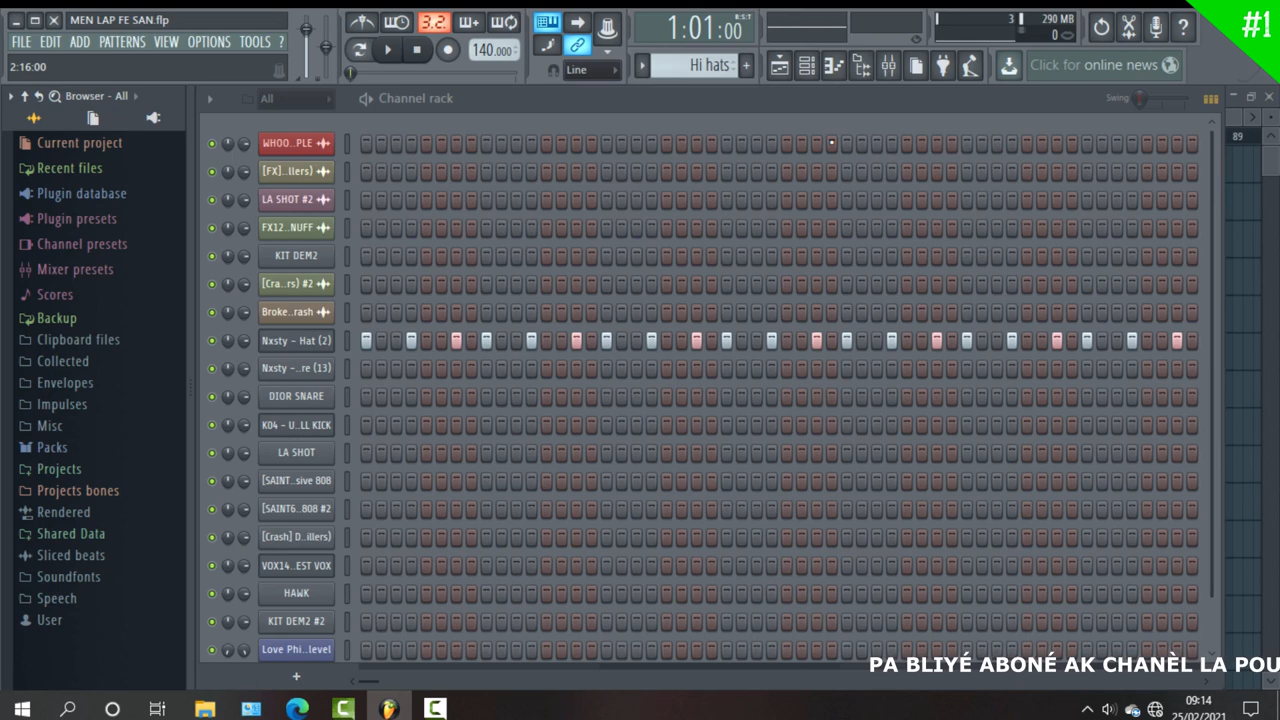 MEN LAP FE SAN.flp
FILE EDIT ADD PATTERNS VIEW OPTIONS TOOLS ?
2:16:00
3.2.
140.000
Line
1:01:00
B:S:T
3
290 MB
0
Hi hats
Click for online news
#1
Browser - All
All
Channel rack
Swing
89
Current project
Recent files
Plugin database
Plugin presets
Channel presets
Mixer presets
Scores
Backup
Clipboard files
Collected
Envelopes
Impulses
Misc
Packs
Projects
Projects bones
Rendered
Shared Data
Sliced beats
Soundfonts
Speech
User
WHOO..PLE
[FX]..llers)
LA SHOT #2
FX12..NUFF
KIT DEM2
[Cra..rs) #2
Broke..rash
Nxsty - Hat (2)
Nxsty -..re (13)
DIOR SNARE
K04 - U..LL KICK
LA SHOT
[SAINT..sive 808
[SAINT6..808 #2
[Crash] D..illers)
VOX14..EST VOX
HAWK
KIT DEM2 #2
Love Phi..level
PA BLIYÉ ABONÉ AK CHANÈL LA POU
09:14
25/02/2021